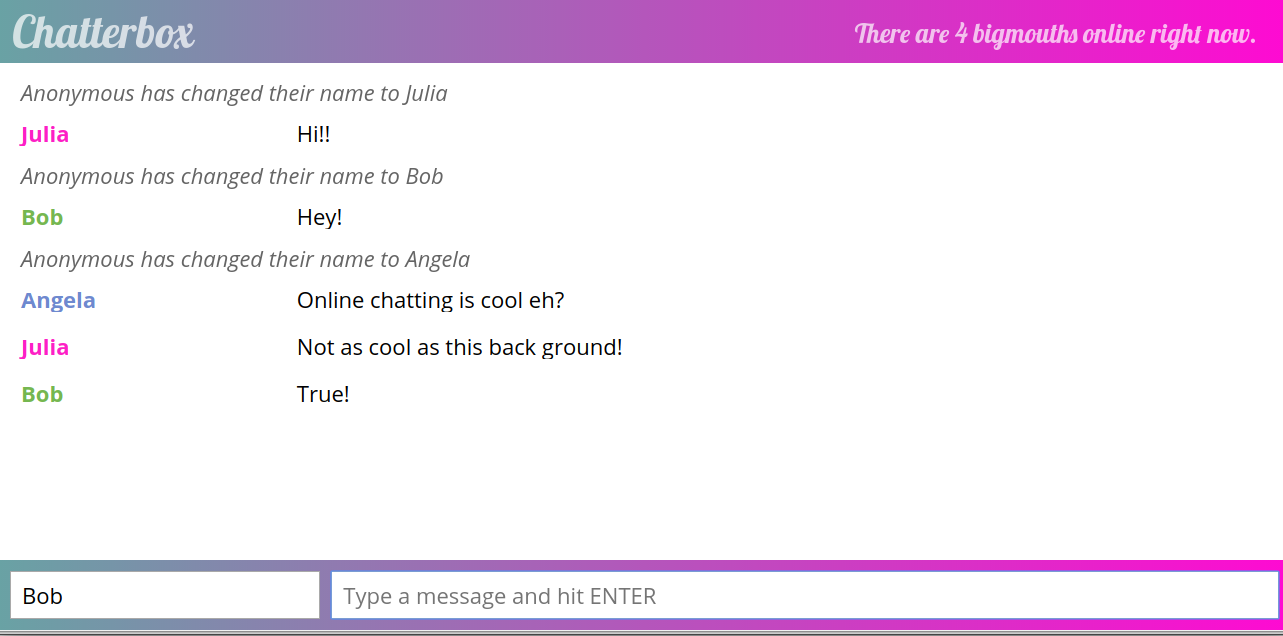 Chatterbox
There are 4 bigmouths online right now.
Anonymous has changed their name to Julia
Julia Hi!!
Anonymous has changed their name to Bob
Bob Hey!
Anonymous has changed their name to Angela
Angela Online chatting is cool eh?
Julia Not as cool as this back ground!
Bob True!
Bob Type a message and hit ENTER